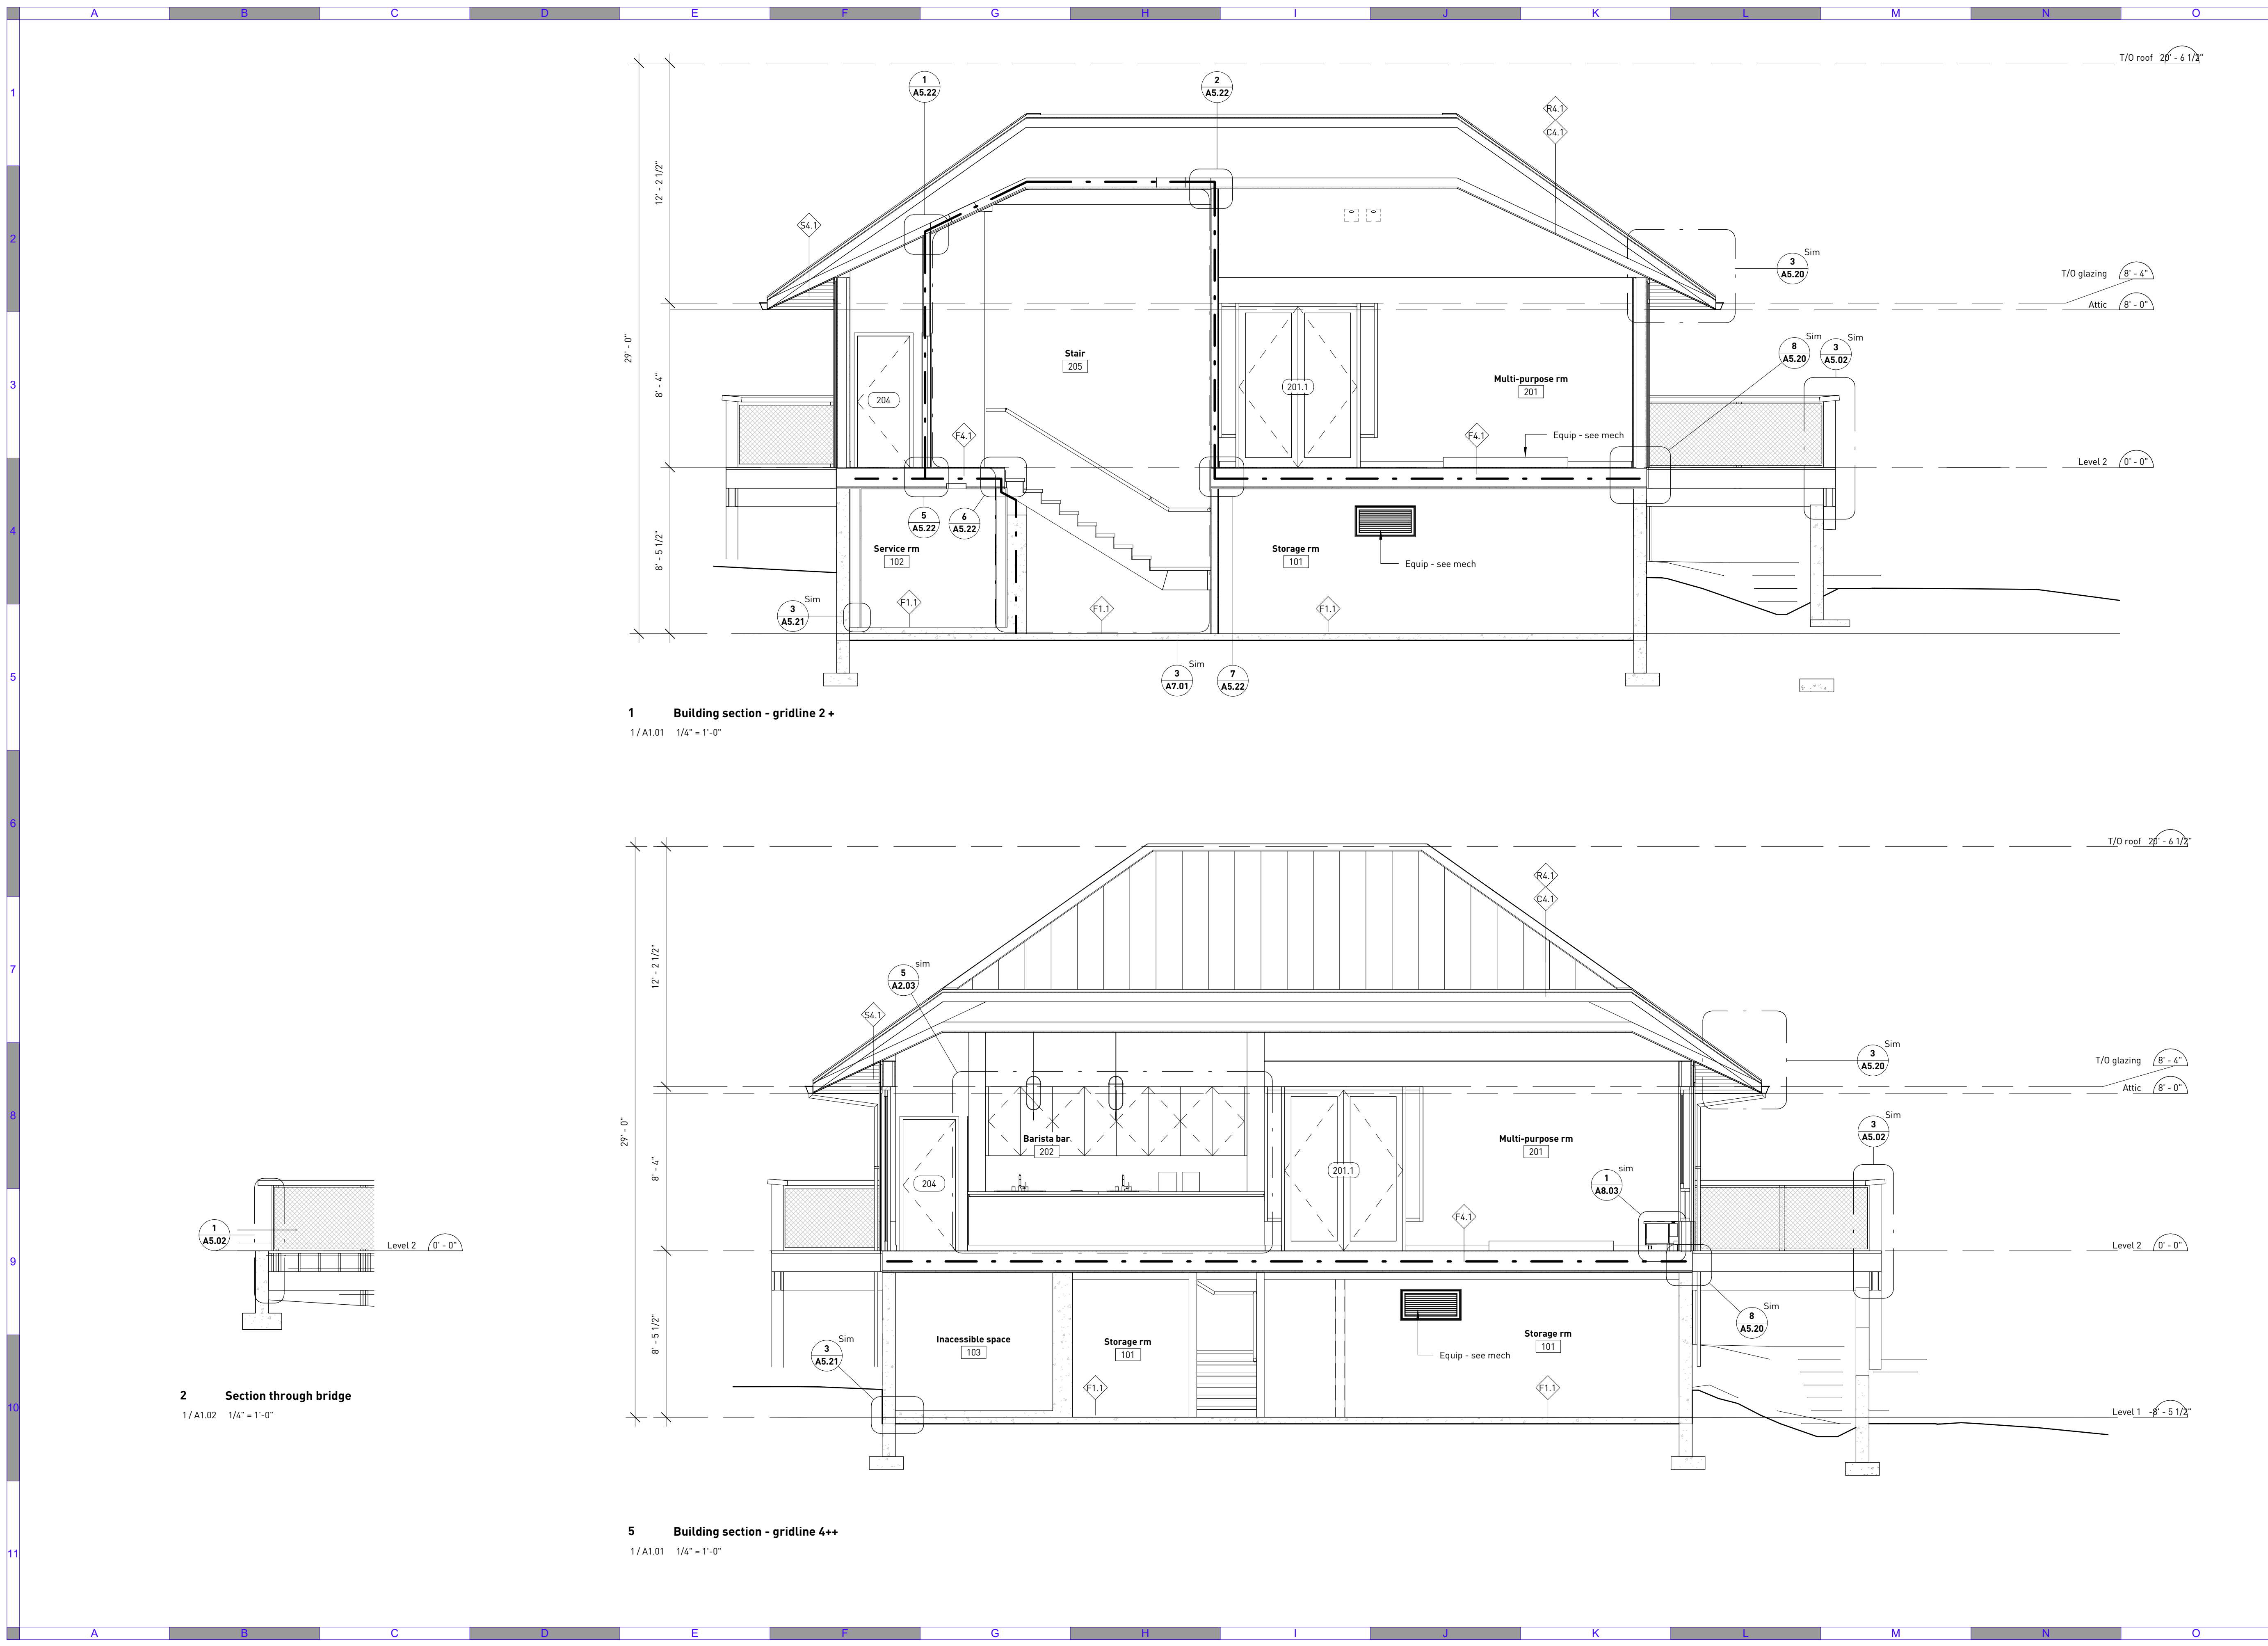 A B C D E F G H I J K L M N O
1
2
3
4
5
6
7
8
9
10
11
T/O roof 20' - 6 1/2"
1
A5.22
2
A5.22
R4.1
C4.1
12' - 2 1/2"
S4.1
Sim
3
A5.20
T/O glazing 8' - 4"
Attic 8' - 0"
29' - 0"
8' - 4"
Stair
205
204
201.1
Multi-purpose rm
201
Sim
8
A5.20
Sim
3
A5.02
F4.1
F4.1
Equip - see mech
Level 2 0' - 0"
5
A5.22
6
A5.22
8' - 5 1/2"
Service rm
102
Storage rm
101
Equip - see mech
Sim
3
A5.21
F1.1
F1.1
F1.1
Sim
3
A7.01
7
A5.22
1 Building section - gridline 2 +
1 / A1.01 1/4" = 1'-0"
T/O roof 20' - 6 1/2"
R4.1
C4.1
12' - 2 1/2"
sim
5
A2.03
S4.1
Sim
3
A5.20
T/O glazing 8' - 4"
Attic 8' - 0"
29' - 0"
8' - 4"
Barista bar
202
204
201.1
Multi-purpose rm
201
Sim
3
A5.02
sim
1
A8.03
F4.1
Level 2 0' - 0"
8' - 5 1/2"
Inacessible space
103
Storage rm
101
Storage rm
101
Equip - see mech
Sim
8
A5.20
Sim
3
A5.21
F1.1
F1.1
Level 1 -8' - 5 1/2"
1
A5.02
Level 2 0' - 0"
2 Section through bridge
1 / A1.02 1/4" = 1'-0"
5 Building section - gridline 4++
1 / A1.01 1/4" = 1'-0"
1
2
3
4
5
6
7
8
9
10
11
A B C D E F G H I J K L M N O